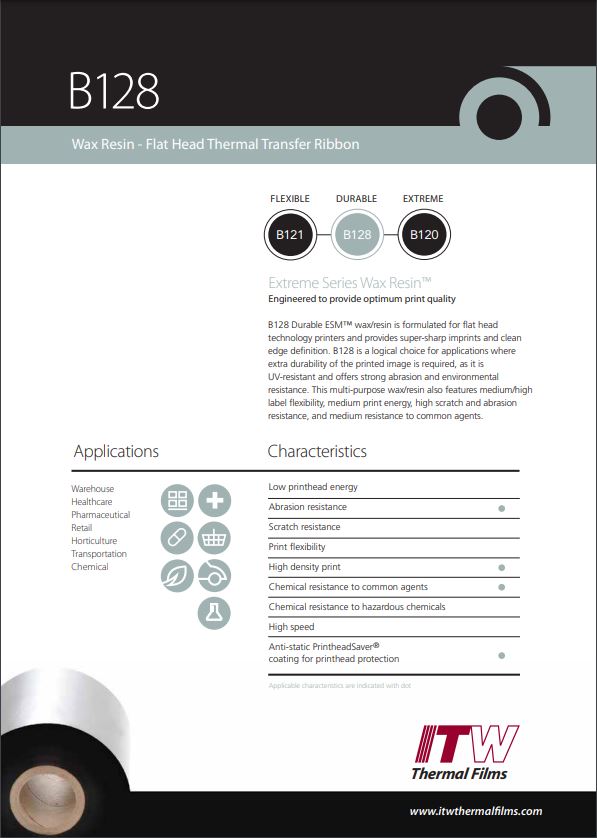 B128
Wax Resin - Flat Head Thermal Transfer Ribbon
FLEXIBLE DURABLE EXTREME
B121 B128 B120
Extreme Series Wax Resin™
Engineered to provide optimum print quality
B128 Durable ESM™ wax/resin is formulated for flat head
technology printers and provides super-sharp imprints and clean
edge definition. B128 is a logical choice for applications where
extra durability of the printed image is required, as it is
UV-resistant and offers strong abrasion and environmental
resistance. This multi-purpose wax/resin also features medium/high
label flexibility, medium print energy, high scratch and abrasion
resistance, and medium resistance to common agents.
Applications
Warehouse
Healthcare
Pharmaceutical
Retail
Horticulture
Transportation
Chemical
Characteristics
Low printhead energy
Abrasion resistance
Scratch resistance
Print flexibility
High density print
Chemical resistance to common agents
Chemical resistance to hazardous chemicals
High speed
Anti-static PrintheadSaver®
coating for printhead protection
Applicable characteristics are indicated with dot
ITW
Thermal Films
www.itwthermalfilms.com